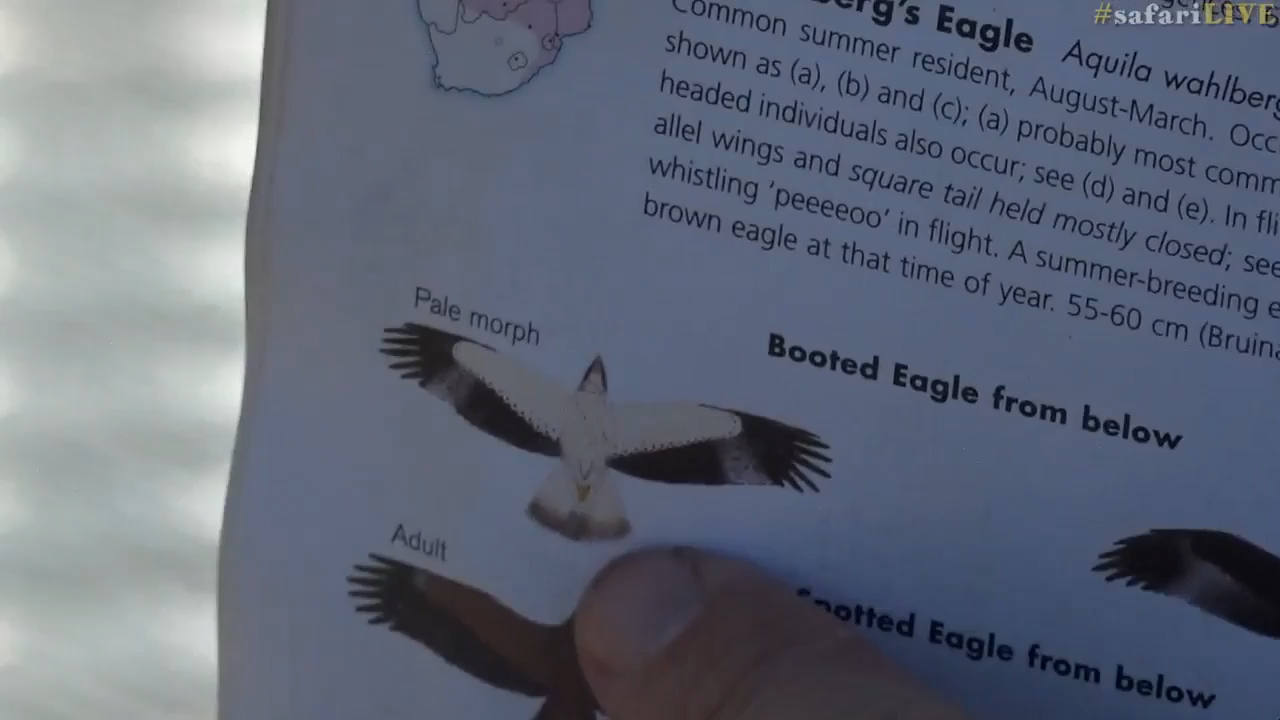 #safariLIVE
berg's Eagle Aquila wahlberg
Common summer resident, August-March. Occ
shown as (a), (b) and (c); (a) probably most comm
headed individuals also occur; see (d) and (e). In fli
allel wings and square tail held mostly closed; see
whistling 'peeeeoo' in flight. A summer-breeding e
brown eagle at that time of year. 55-60 cm (Bruina
Pale morph
Booted Eagle from below
Adult
Spotted Eagle from below